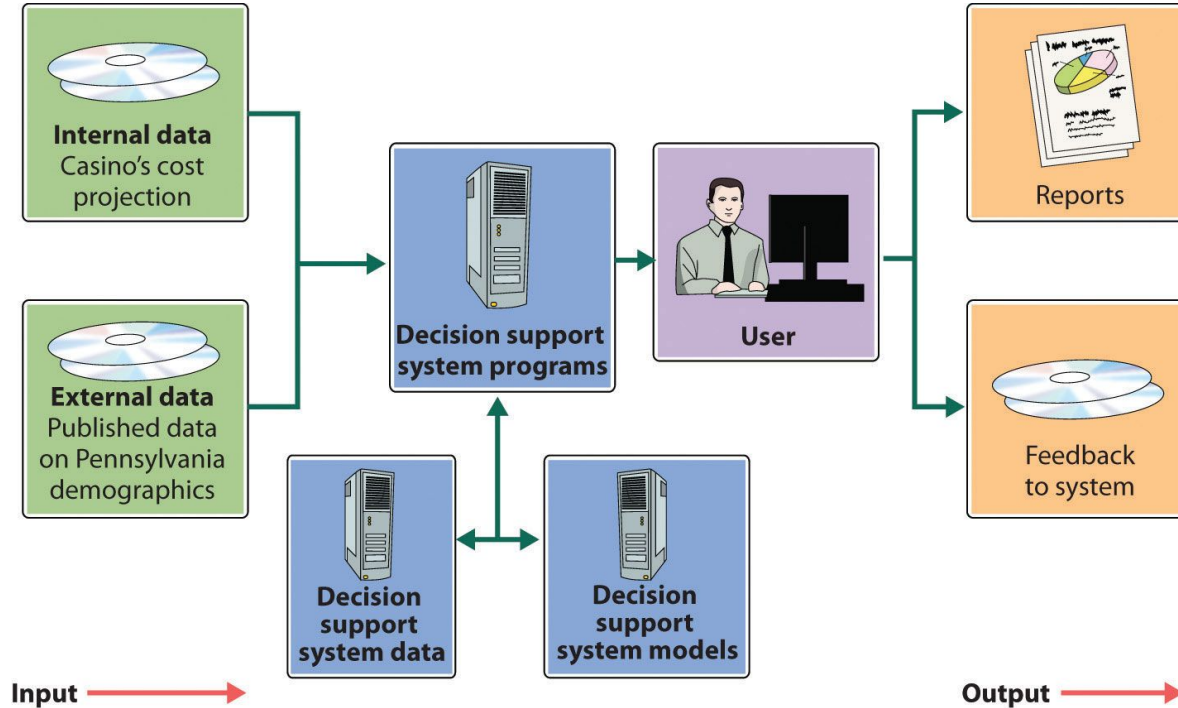 Internal data
Casino's cost
projection
External data
Published data
on Pennsylvania
demographics
Decision support
system programs
User
Decision
support
system data
Decision
support
system models
Reports
Feedback
to system
Input
Output